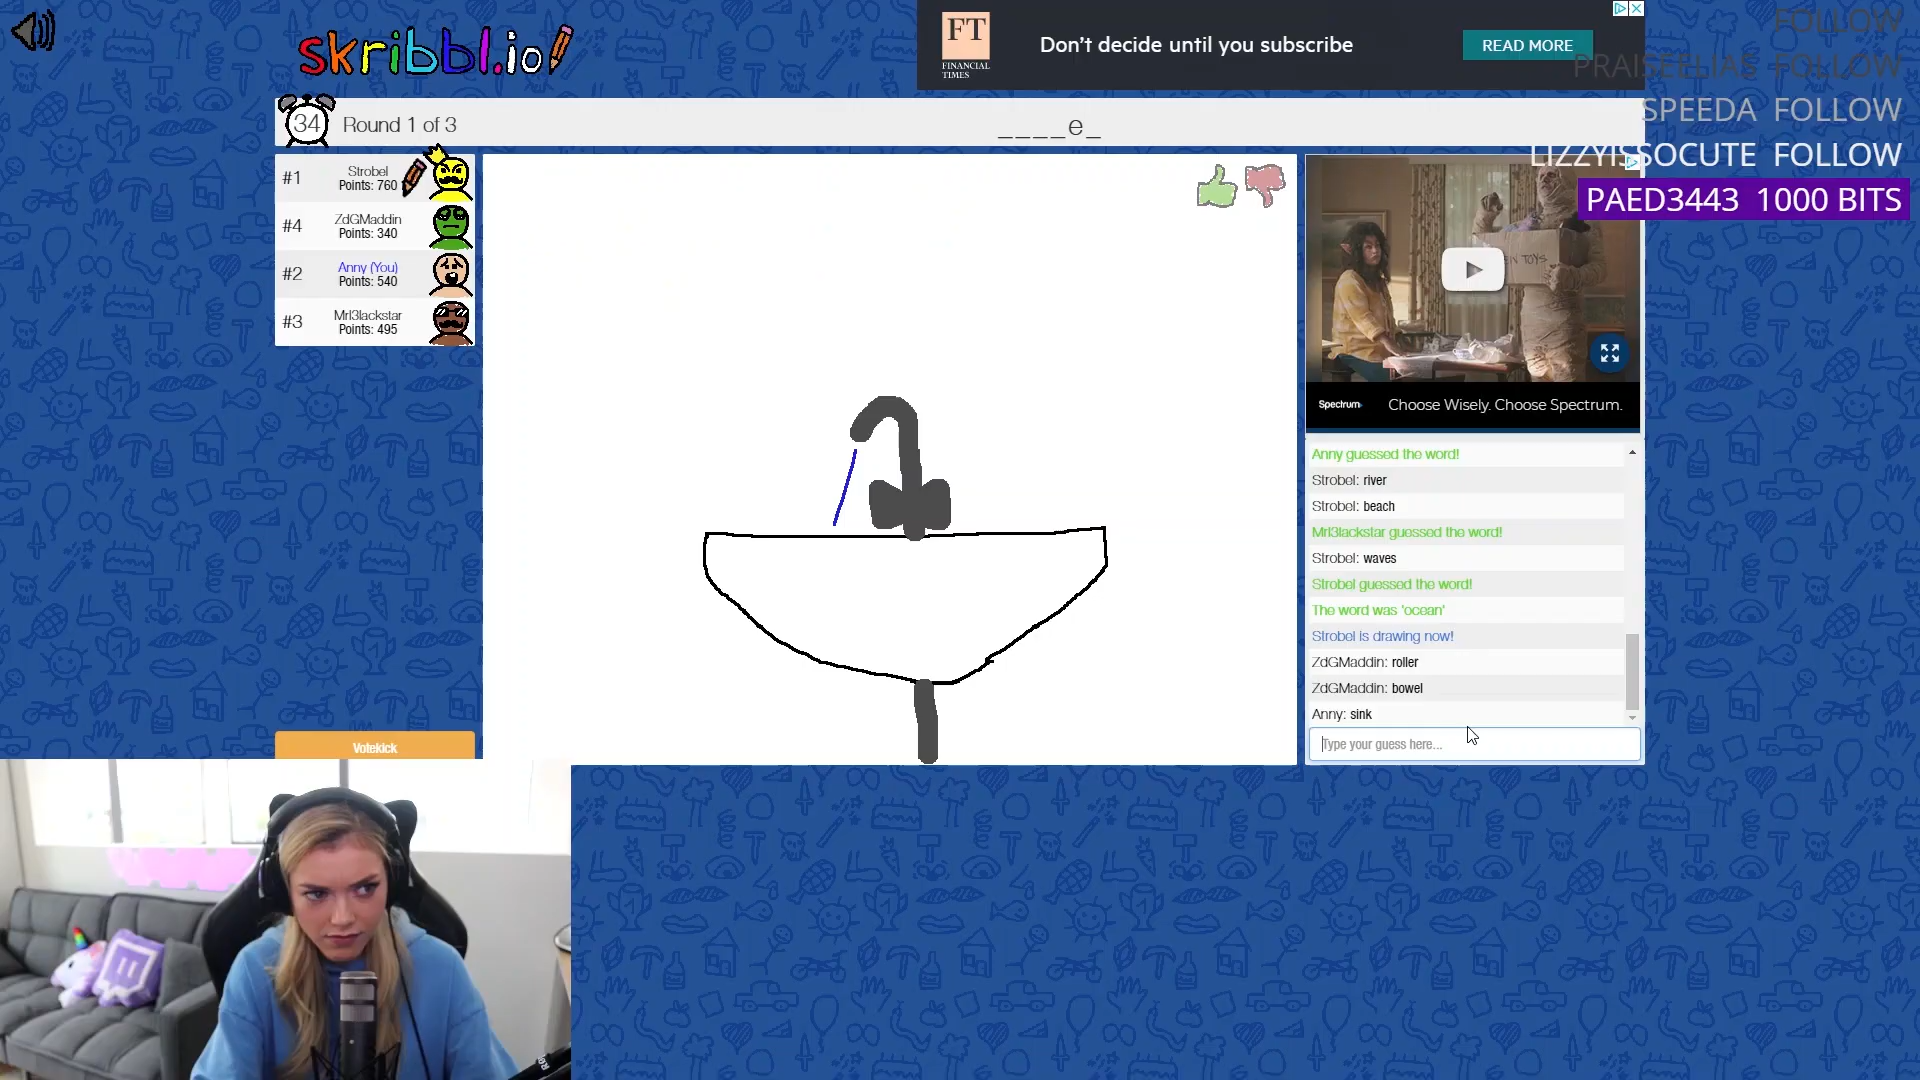 skribbl.io
FT
FINANCIAL
TIMES
Don't decide until you subscribe
READ MORE
FOLLOW
PRAISEELIAS FOLLOW
SPEEDA FOLLOW
LIZZYISSOCUTE FOLLOW
PAED3443 1000 BITS
34
Round 1 of 3
____e_
#1
Strobel
Points: 760
#4
ZdGMaddin
Points: 340
#2
Anny (You)
Points: 540
#3
Mrl3lackstar
Points: 495
Votekick
TOYS
Spectrum
Choose Wisely. Choose Spectrum.
Anny guessed the word!
Strobel: river
Strobel: beach
Mrl3lackstar guessed the word!
Strobel: waves
Strobel guessed the word!
The word was 'ocean'
Strobel is drawing now!
ZdGMaddin: roller
ZdGMaddin: bowel
Anny: sink
Type your guess here...